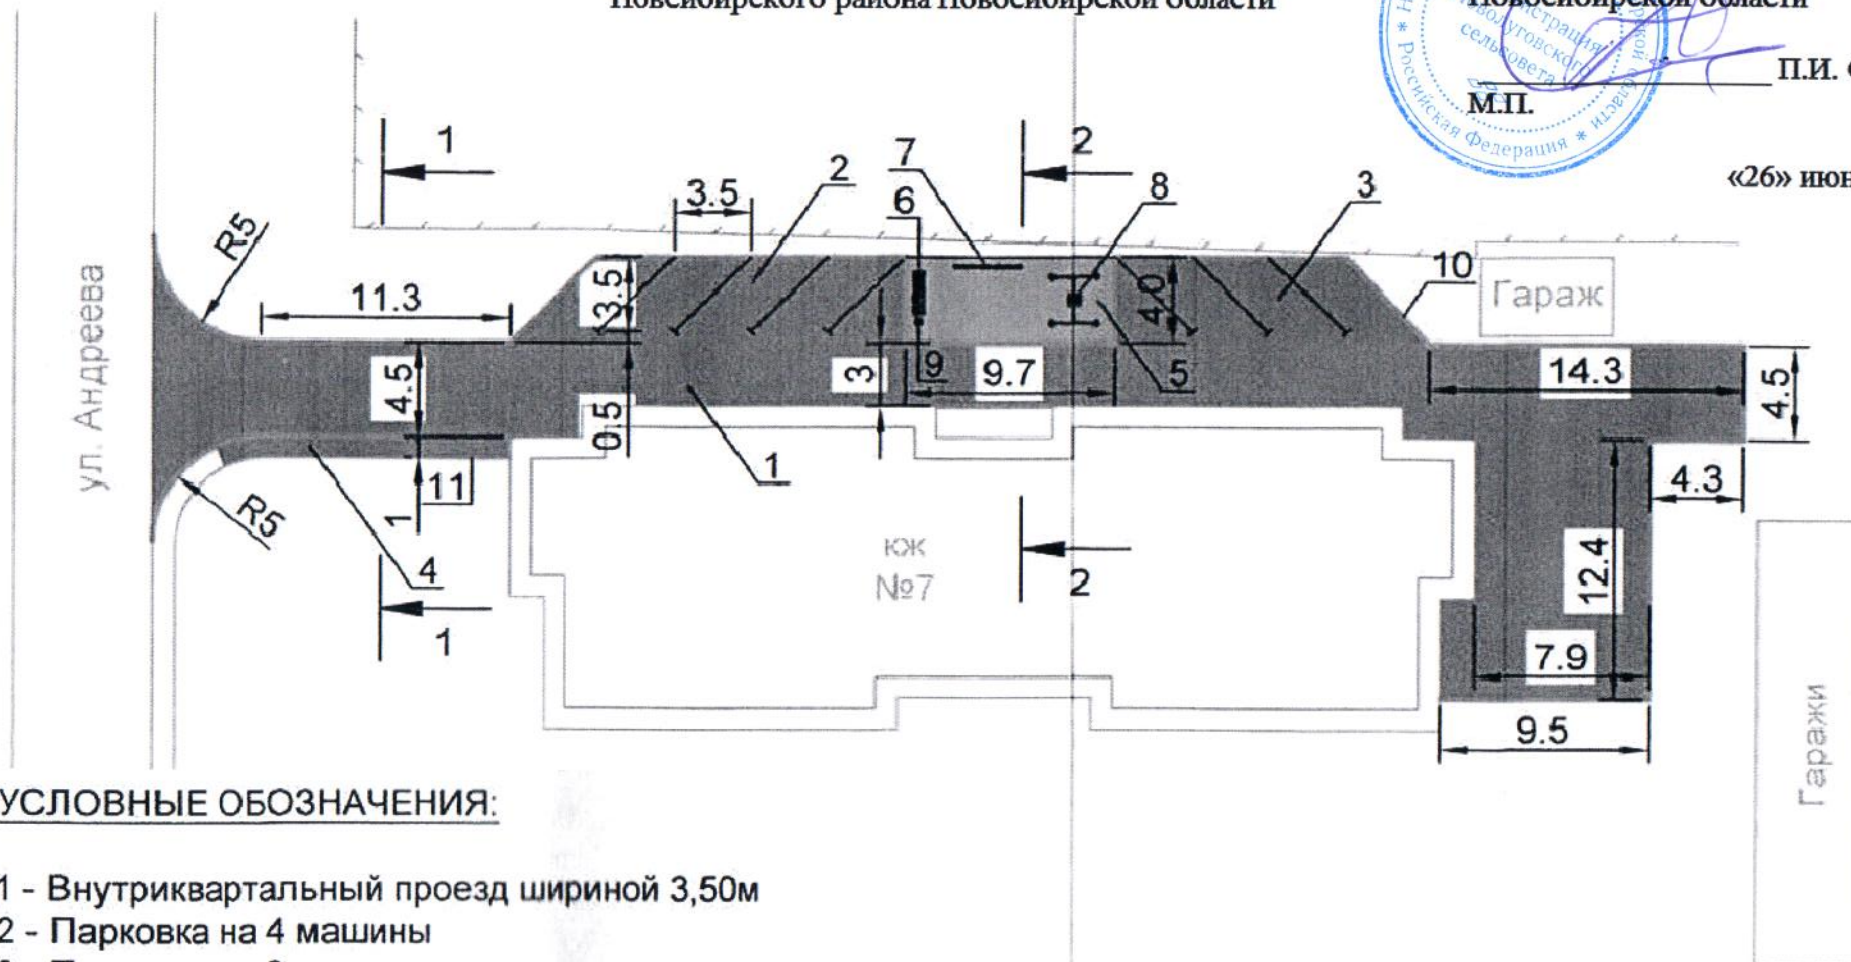 Новосибирского района Новосибирской области
Новосибирской области
сельсовета
* Российская Федерация *
П.И.
М.П.
«26» июн
1
2
7
2
8
3
3.5
6
R5
10
Гараж
ул. Андреева
11.3
3.5
4.0
4.5
3
9
9.7
5
14.3
4.5
0.5
1
11
4.3
R5
1
4
кж
№7
2
12.4
1
7.9
9.5
Гаражи
УСЛОВНЫЕ ОБОЗНАЧЕНИЯ:
1 - Внутриквартальный проезд шириной 3,50м
2 - Парковка на 4 машины